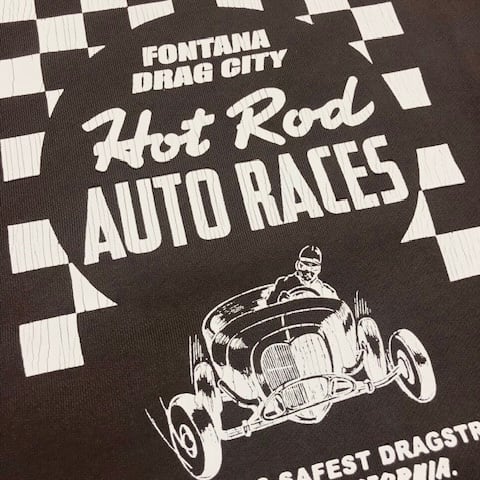 FONTANA
DRAG CITY
Hot Rod
AUTO RACES
SAFEST